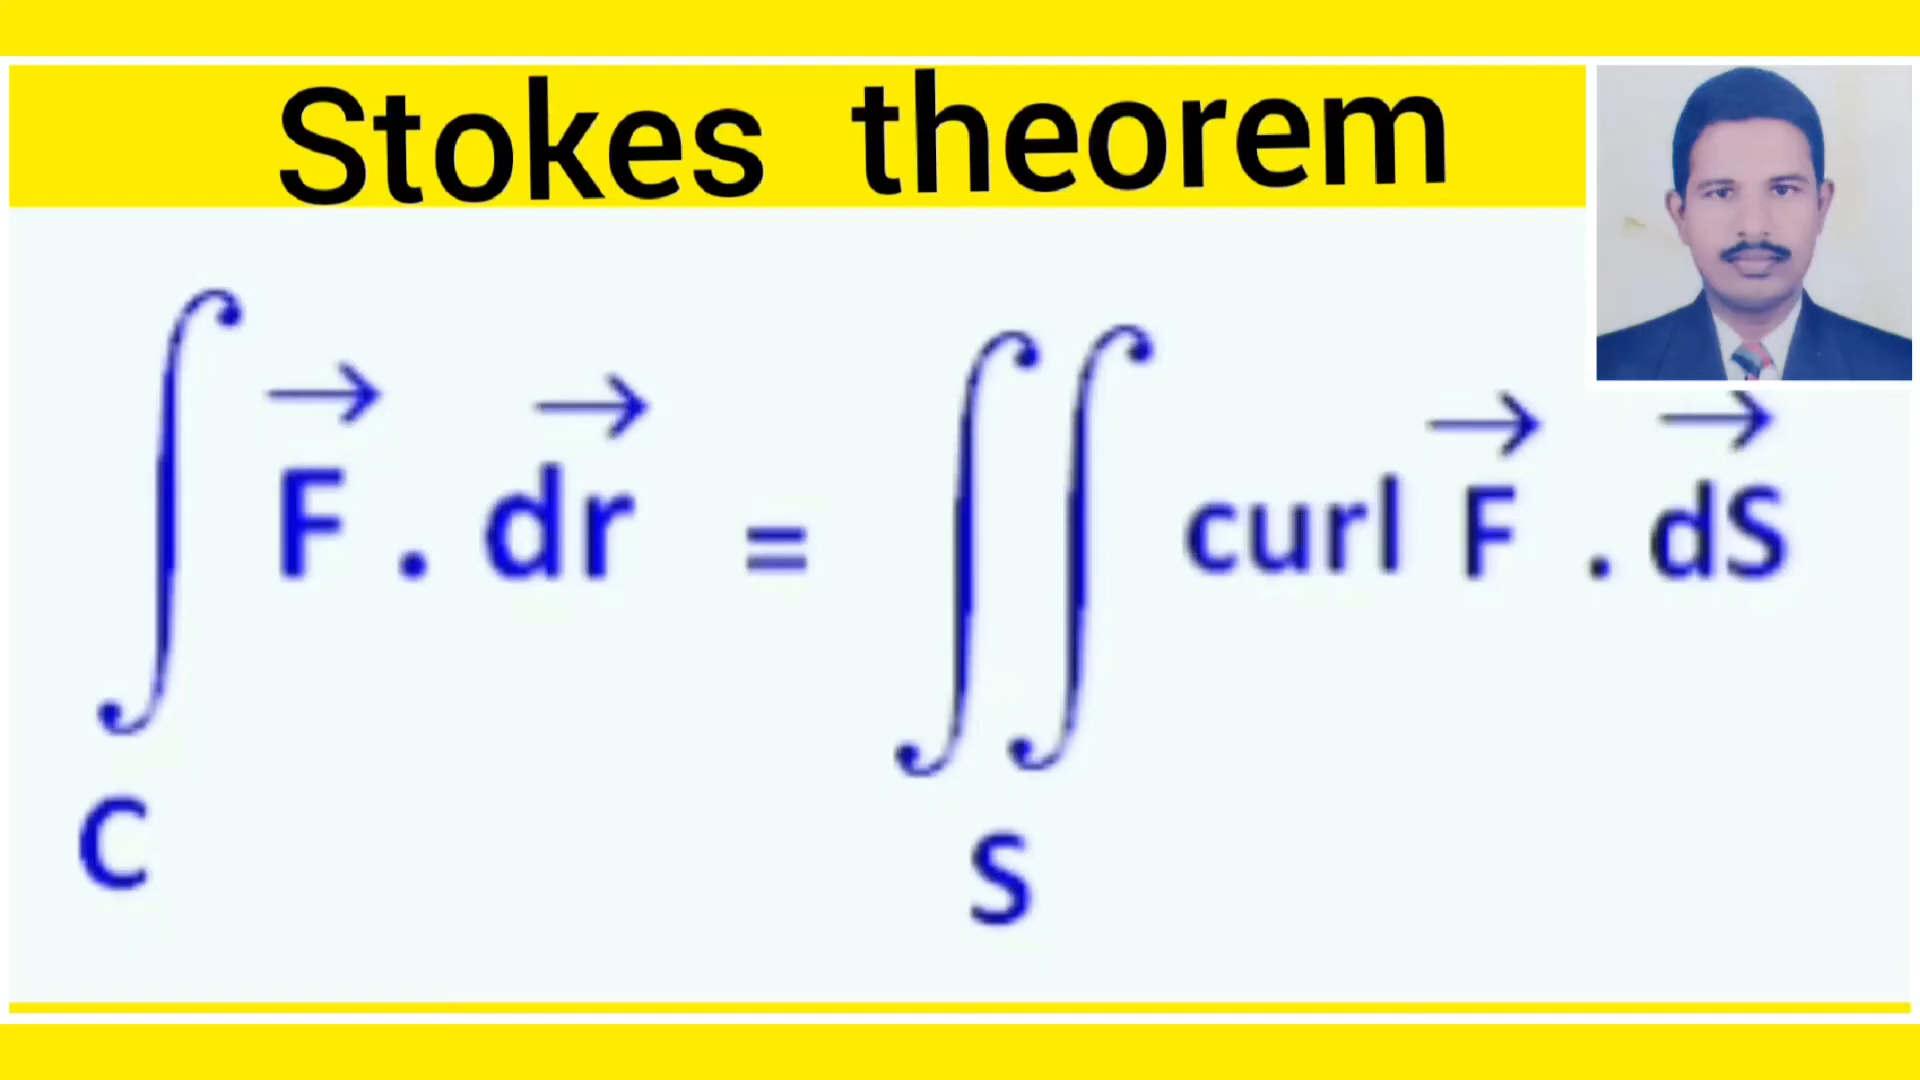 Stokes theorem
∫ F⃗ . dr⃗ = ∫∫ curl F⃗ . dS⃗
C S